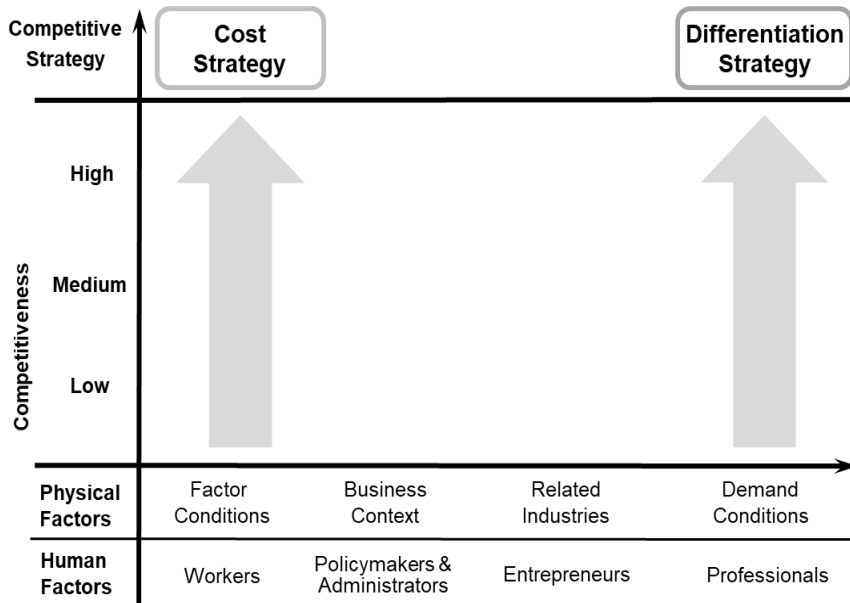 Competitive
Strategy
Cost
Strategy
Differentiation
Strategy
Competitiveness
High
Medium
Low
Physical
Factors
Factor
Conditions
Business
Context
Related
Industries
Demand
Conditions
Human
Factors
Workers
Policymakers &
Administrators
Entrepreneurs
Professionals